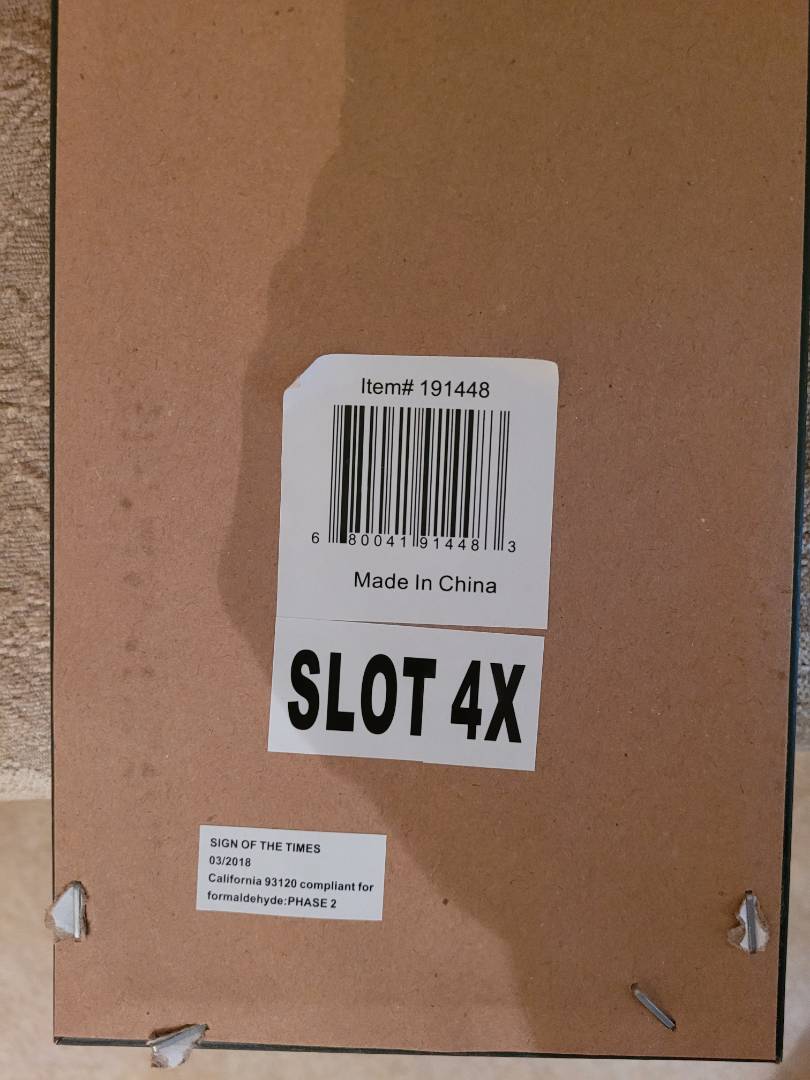 Item# 191448
6 80041 91448 3
Made In China
SLOT 4X
SIGN OF THE TIMES
03/2018
California 93120 compliant for
formaldehyde:PHASE 2